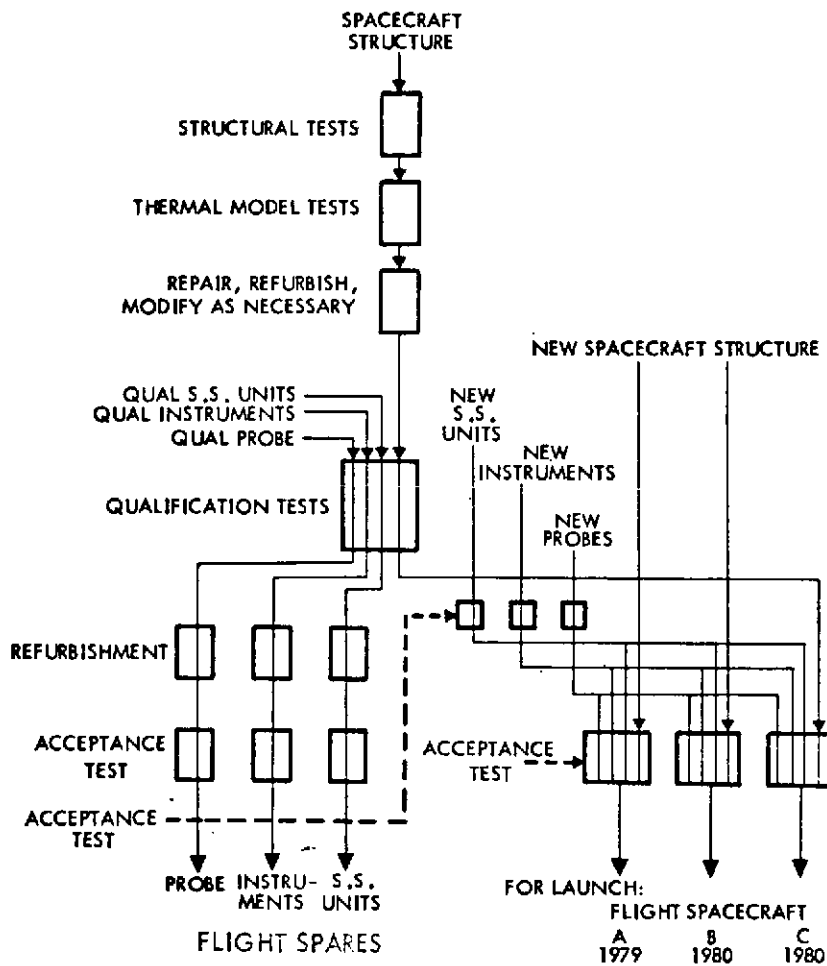 SPACECRAFT
STRUCTURE
STRUCTURAL TESTS
THERMAL MODEL TESTS
REPAIR, REFURBISH,
MODIFY AS NECESSARY
NEW SPACECRAFT STRUCTURE
QUAL S.S. UNITS
QUAL INSTRUMENTS
QUAL PROBE
NEW
S.S.
UNITS
NEW
INSTRUMENTS
NEW
PROBES
QUALIFICATION TESTS
REFURBISHMENT
ACCEPTANCE
TEST
ACCEPTANCE
TEST
ACCEPTANCE
TEST
PROBE
INSTRU-
MENTS
S.S.
UNITS
FLIGHT SPARES
FOR LAUNCH:
FLIGHT SPACECRAFT
A B C
1979 1980 1980